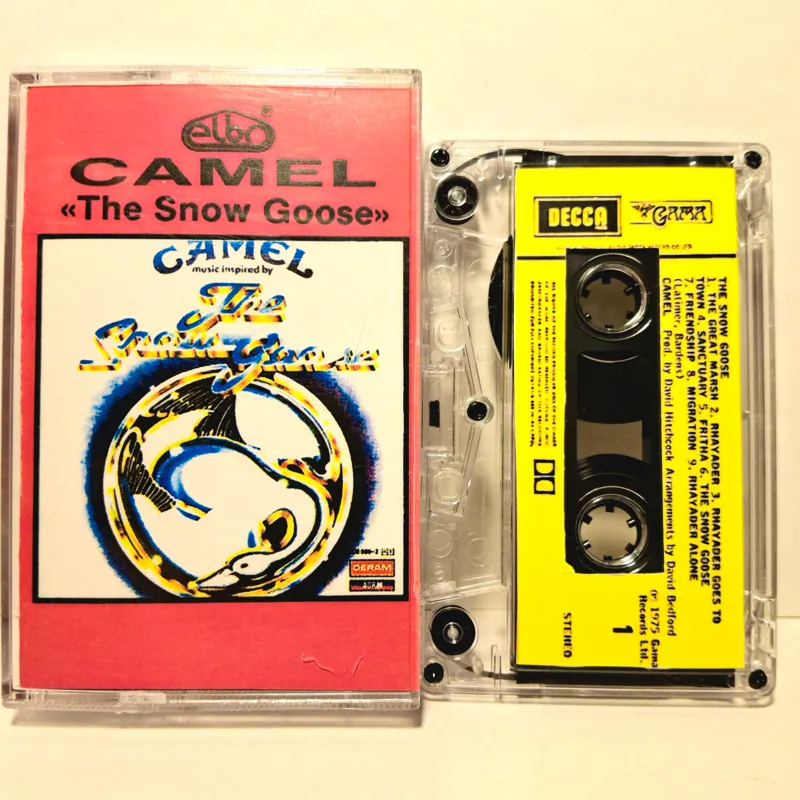 elbo
CAMEL
«The Snow Goose»
CAMEL
music inspired by
The
Snow Goose
DERAM
DECCA
GAMA
THE SNOW GOOSE
1. THE GREAT MARSH 2. RHAYADER 3. RHAYADER GOES TO
TOWN 4. SANCTUARY 5. FRITHA 6. THE SNOW GOOSE
7. FRIENDSHIP 8. MIGRATION 9. RHAYADER ALONE
(Latimer, Bardens)
CAMEL Prod. by David Hitchcock Arrangements by David Bedford
℗ 1975 Gama
Records Ltd.
1
STEREO